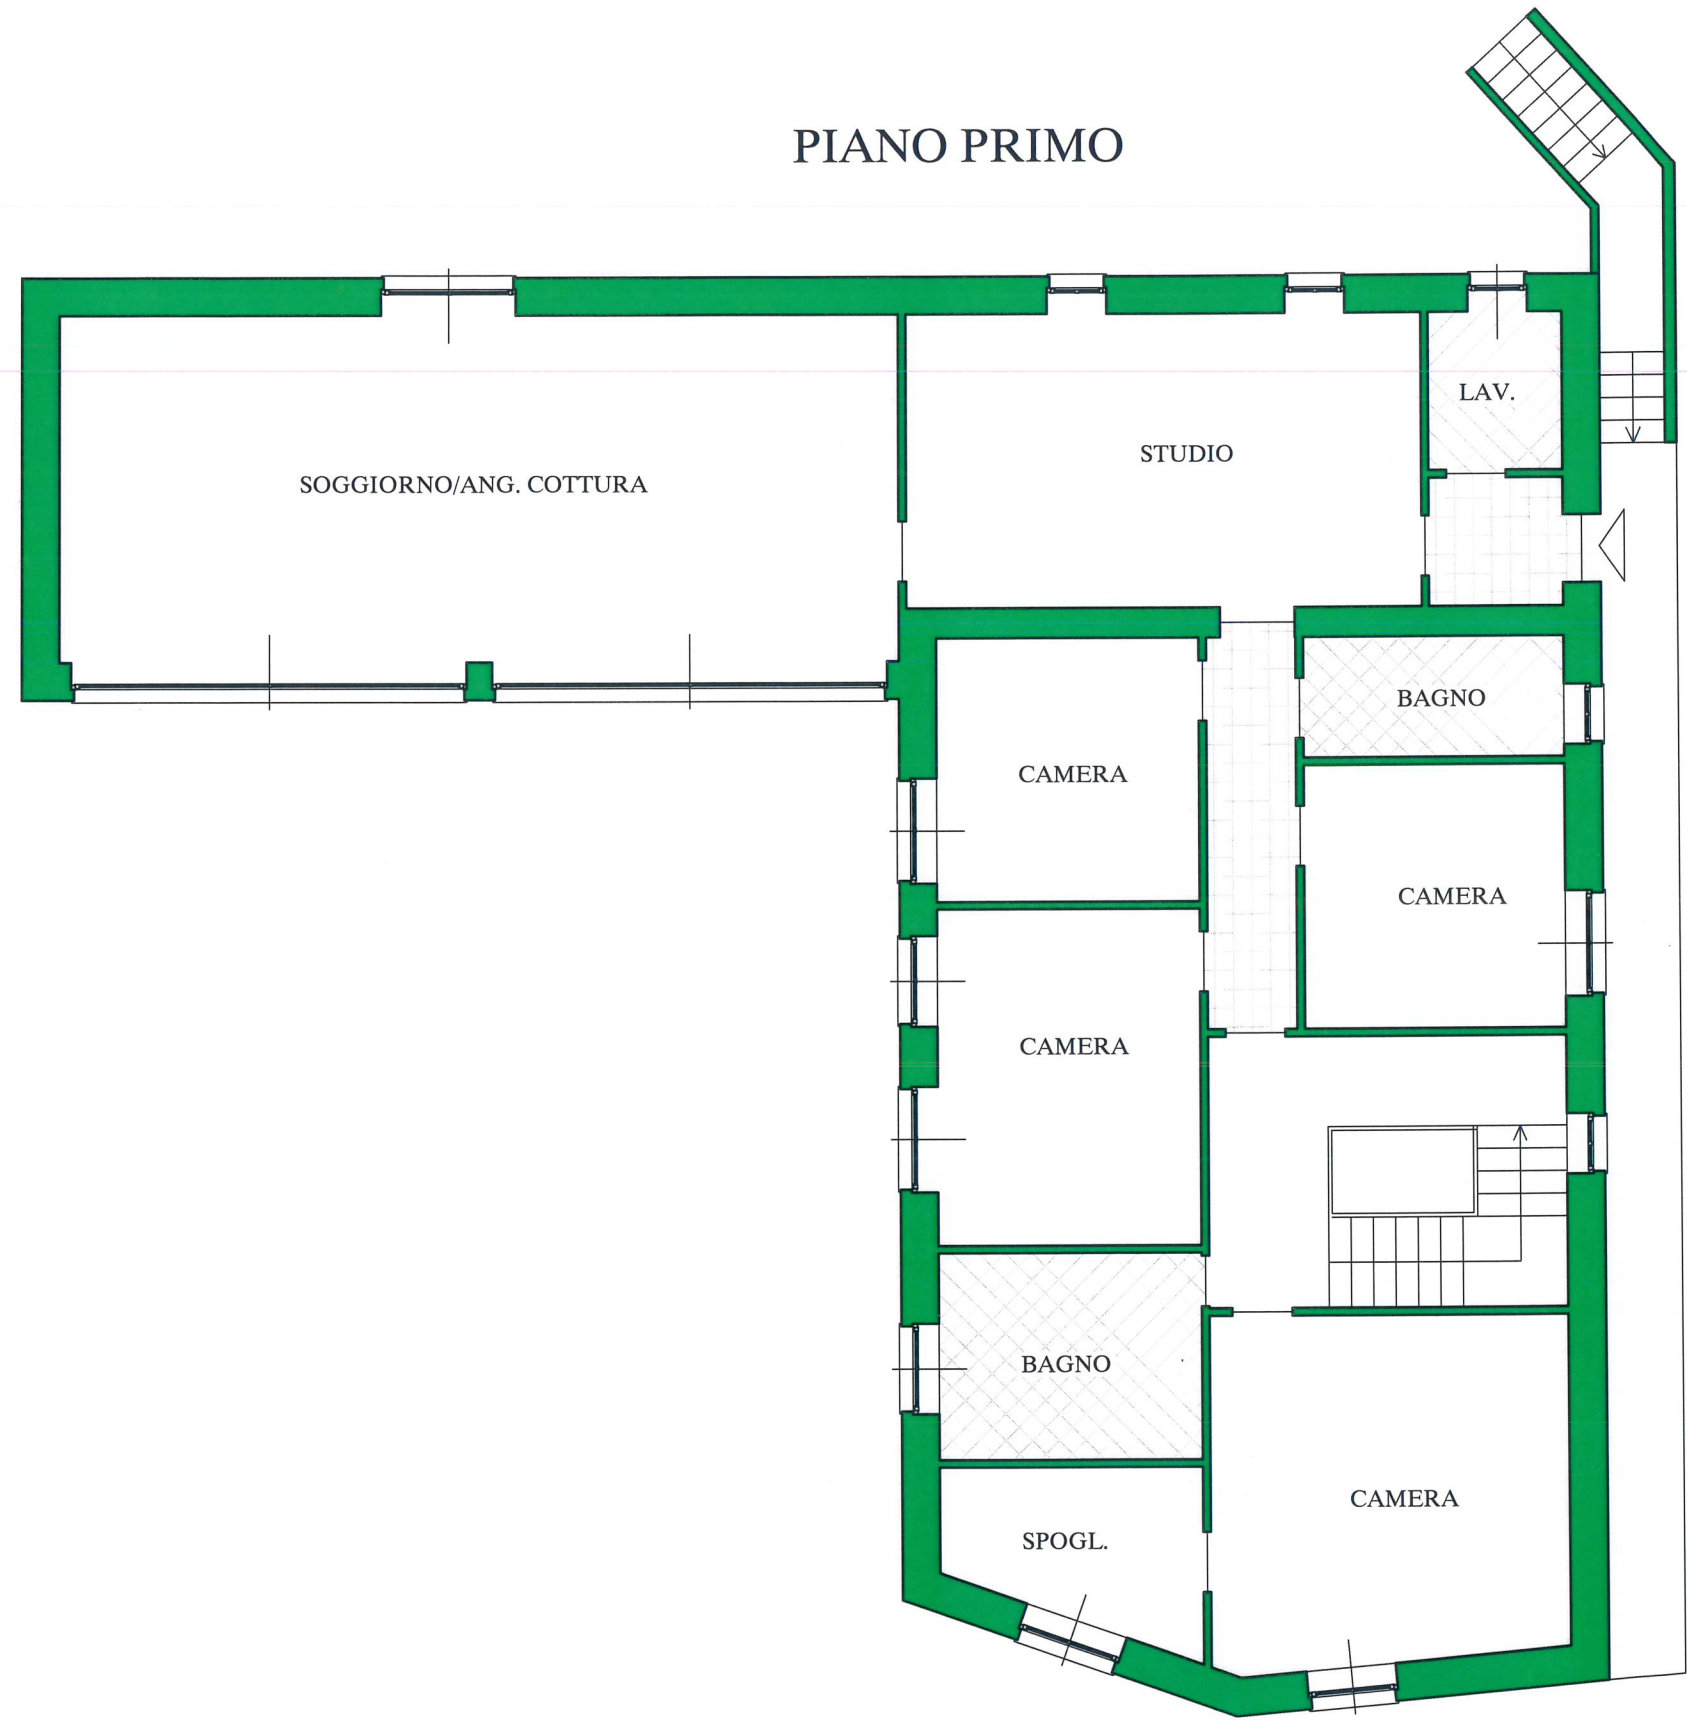 PIANO PRIMO
LAV.
STUDIO
SOGGIORNO/ANG. COTTURA
BAGNO
CAMERA
CAMERA
CAMERA
BAGNO
CAMERA
SPOGL.